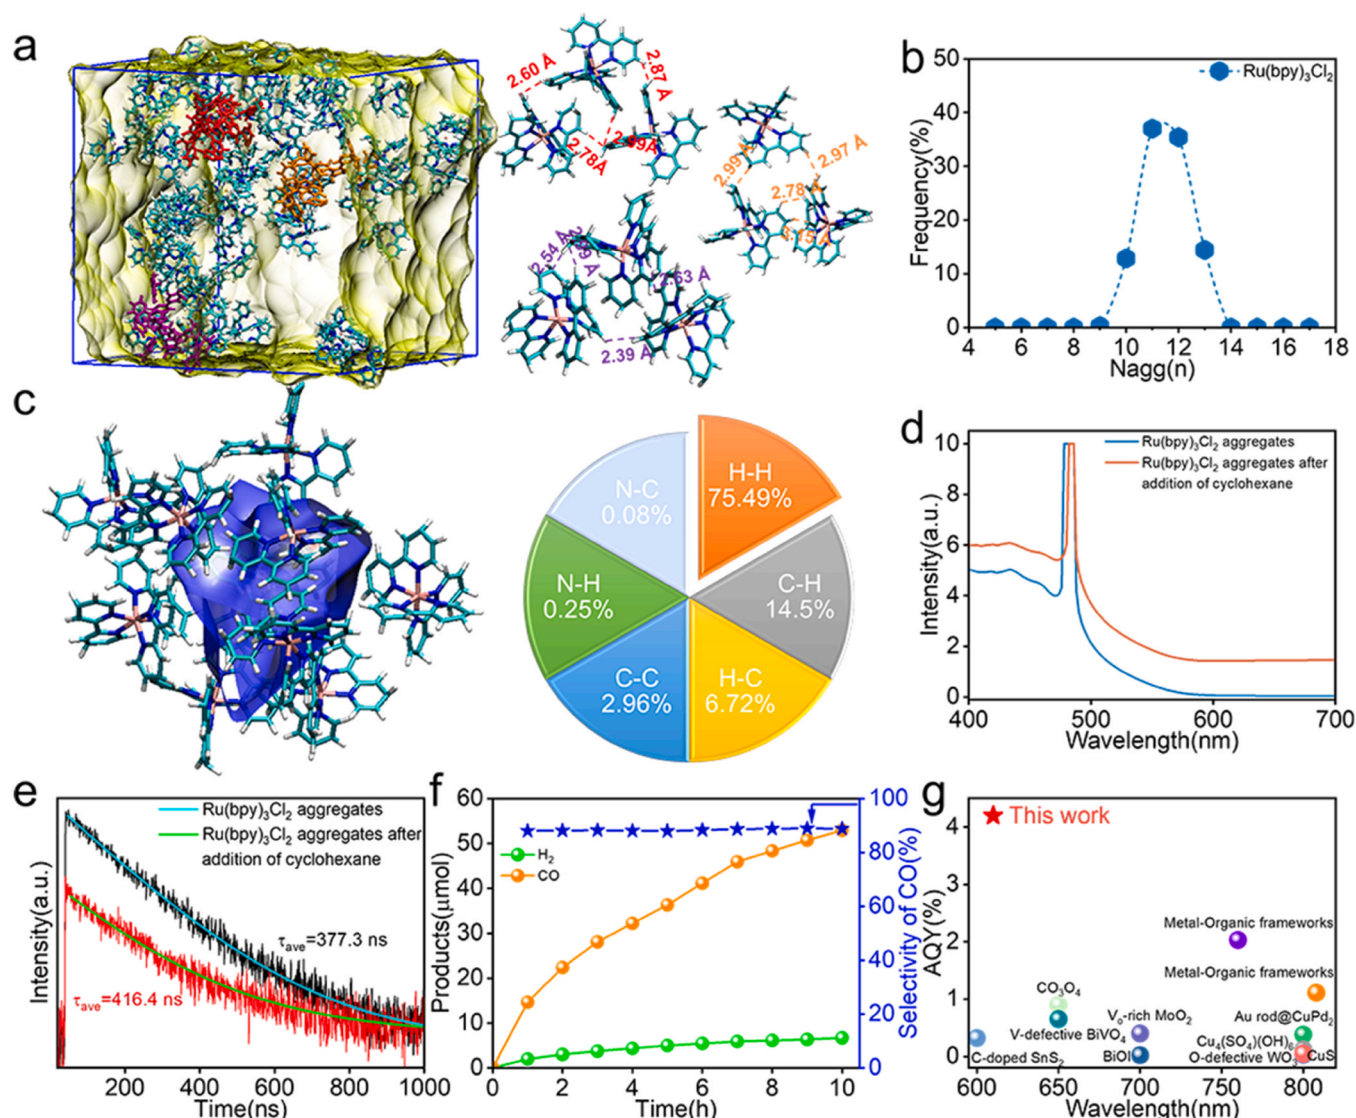 a
2.60 Å
2.87 Å
2.78Å
2.99 Å
2.97 Å
2.78 Å
3.15 Å
2.54 Å
2.63 Å
2.39 Å
b
Ru(bpy)₃Cl₂
Frequency(%)
50
40
30
20
10
0
4 6 8 10 12 14 16 18
Nagg(n)
c
N-C
0.08%
H-H
75.49%
N-H
0.25%
C-H
14.5%
C-C
2.96%
H-C
6.72%
d
Ru(bpy)₃Cl₂ aggregates
Ru(bpy)₃Cl₂ aggregates after
addition of cyclohexane
Intensity(a.u.)
10
8
6
4
2
0
400 500 600 700
Wavelength(nm)
e
Ru(bpy)₃Cl₂ aggregates
Ru(bpy)₃Cl₂ aggregates after
addition of cyclohexane
Intensity(a.u.)
τave=377.3 ns
τave=416.4 ns
200 400 600 800 1000
Time(ns)
f
H₂
CO
Products(μmol)
60
50
40
30
20
10
0
0 2 4 6 8 10
Time(h)
100
80
60
40
20
0
Selectivity of CO(%)
g
This work
AQY(%)
4
3
2
1
0
Metal-Organic frameworks
Metal-Organic frameworks
CO₃O₄
V-defective BiVO₄
Vₒ-rich MoO₂
Au rod@CuPd₂
Cu₄(SO₄)(OH)₆
C-doped SnS₂
BiOI
O-defective WO₃
CuS
600 650 700 750 800
Wavelength(nm)